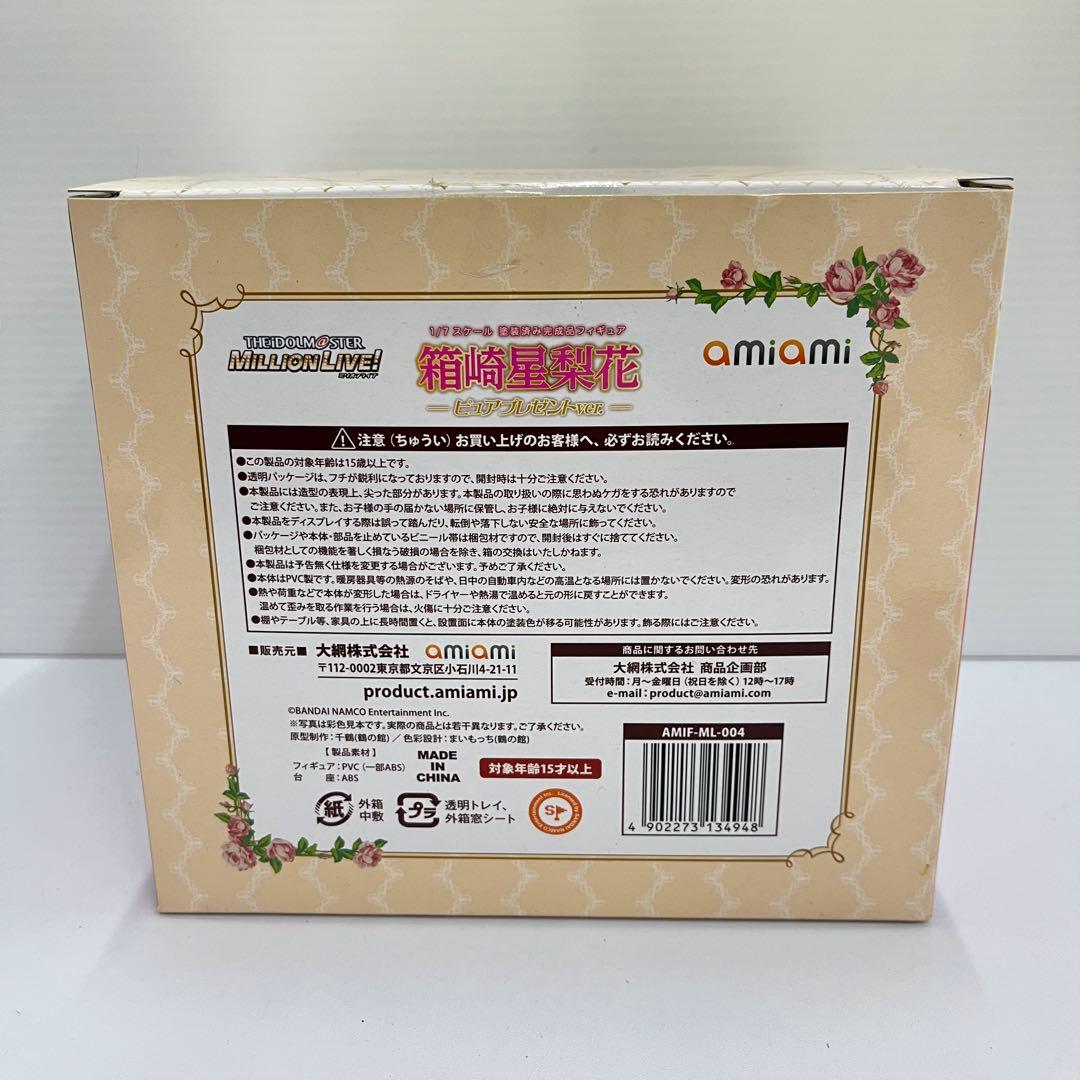 THE iDOLM@STER
MILLION LIVE!
ミリオンライブ
1/7スケール 塗装済み完成品フィギュア
箱崎星梨花
ピュアプレゼントver.
amiami
注意（ちゅうい）お買い上げのお客様へ、必ずお読みください。
●この製品の対象年齢は15歳以上です。
●透明パッケージは、フチが鋭利になっておりますので、開封時は十分ご注意ください。
●本製品には造型の表現上、尖った部分があります。本製品の取り扱いの際に思わぬケガをする恐れがありますので
ご注意ください。また、お子様の手の届かない場所に保管し、お子様に絶対に与えないでください。
●本製品をディスプレイする際は誤って踏んだり、転倒や落下しない安全な場所に飾ってください。
●パッケージや本体・部品を止めているビニール帯は梱包材ですので、開封後はすぐに捨ててください。
梱包材としての機能を著しく損なう破損の場合を除き、箱の交換はいたしかねます。
●本製品は予告無く仕様を変更する場合がございます。予めご了承ください。
●本体はPVC製です。暖房器具等の熱源のそばや、日中の自動車内などの高温となる場所には置かないでください。変形の恐れがあります。
●熱や荷重などで本体が変形した場合は、ドライヤーや熱湯で温めると元の形に戻すことができます。
温めて歪みを取る作業を行う場合は、火傷に十分ご注意ください。
●棚やテーブル等、家具の上に長時間置くと、設置面に本体の塗装色が移る可能性があります。飾る際にはご注意ください。
■販売元■ 大網株式会社 amiami
〒112-0002東京都文京区小石川4-21-11
product.amiami.jp
商品に関するお問い合わせ先
大網株式会社 商品企画部
受付時間：月～金曜日（祝日を除く）12時～17時
e-mail：product@amiami.com
©BANDAI NAMCO Entertainment Inc.
※写真は彩色見本です。実際の商品とは若干異なります。ご了承ください。
原型制作：千鶴（鶴の館）／色彩設計：まいもっち（鶴の館）
【製品素材】
フィギュア：PVC（一部ABS）
台 座：ABS
MADE
IN
CHINA
対象年齢15才以上
AMIF-ML-004
4 902273 134948
紙
外箱
中敷
プラ
透明トレイ、
外箱窓シート
SP
Licensed by BANDAI NAMCO Entertainment Inc.